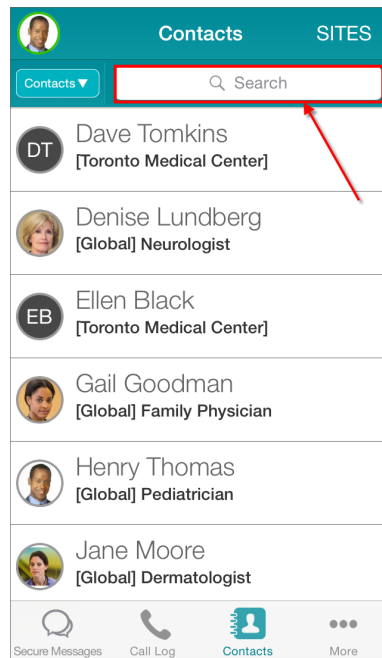 Contacts SITES
Contacts▼ Search
DT
Dave Tomkins
[Toronto Medical Center]
Denise Lundberg
[Global] Neurologist
EB
Ellen Black
[Toronto Medical Center]
Gail Goodman
[Global] Family Physician
Henry Thomas
[Global] Pediatrician
Jane Moore
[Global] Dermatologist
Secure Messages Call Log Contacts More